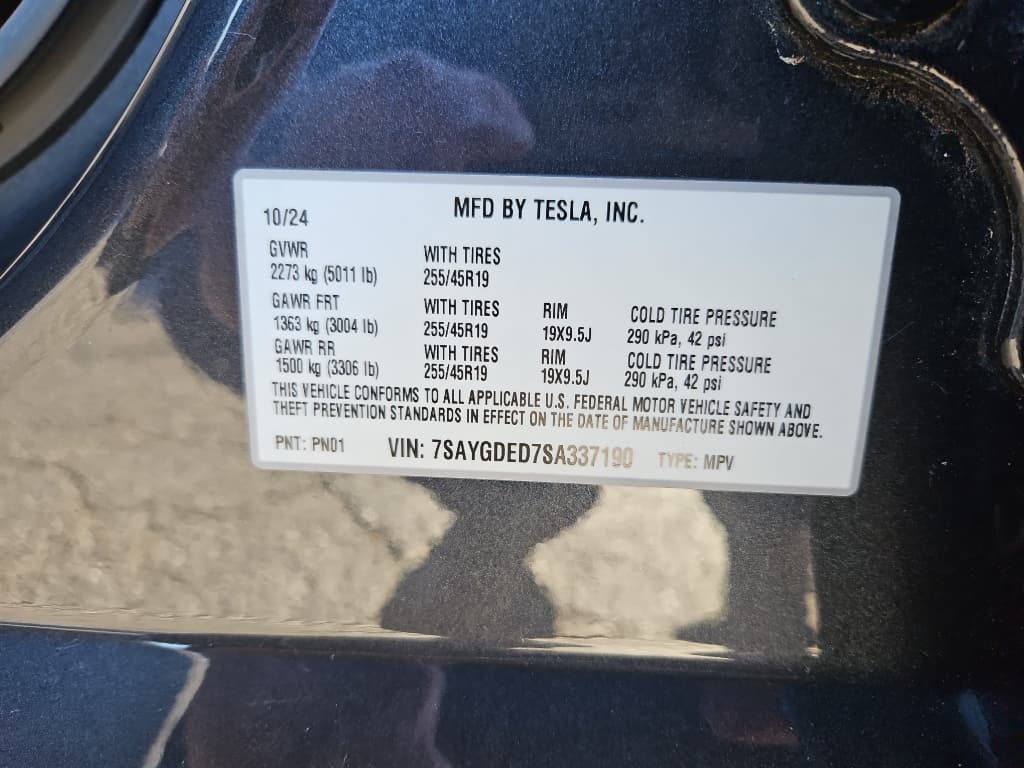 MFD BY TESLA, INC.
10/24
GVWR WITH TIRES
2273 kg (5011 lb) 255/45R19
GAWR FRT WITH TIRES RIM COLD TIRE PRESSURE
1363 kg (3004 lb) 255/45R19 19X9.5J 290 kPa, 42 psi
GAWR RR WITH TIRES RIM COLD TIRE PRESSURE
1500 kg (3306 lb) 255/45R19 19X9.5J 290 kPa, 42 psi
THIS VEHICLE CONFORMS TO ALL APPLICABLE U.S. FEDERAL MOTOR VEHICLE SAFETY AND
THEFT PREVENTION STANDARDS IN EFFECT ON THE DATE OF MANUFACTURE SHOWN ABOVE.
PNT: PN01 VIN: 7SAYGDED7SA337190 TYPE: MPV